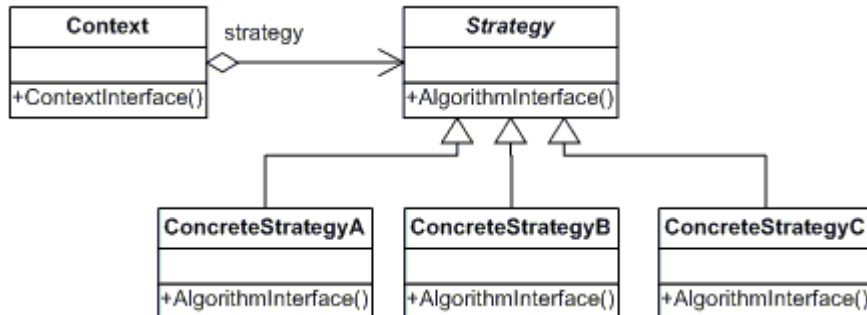 Context
strategy
Strategy
+ContextInterface()
+AlgorithmInterface()
ConcreteStrategyA
ConcreteStrategyB
ConcreteStrategyC
+AlgorithmInterface()
+AlgorithmInterface()
+AlgorithmInterface()